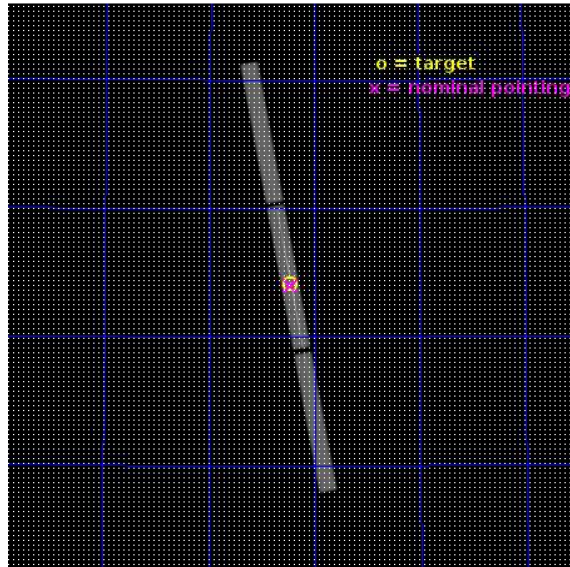 o = target
x = nominal pointing